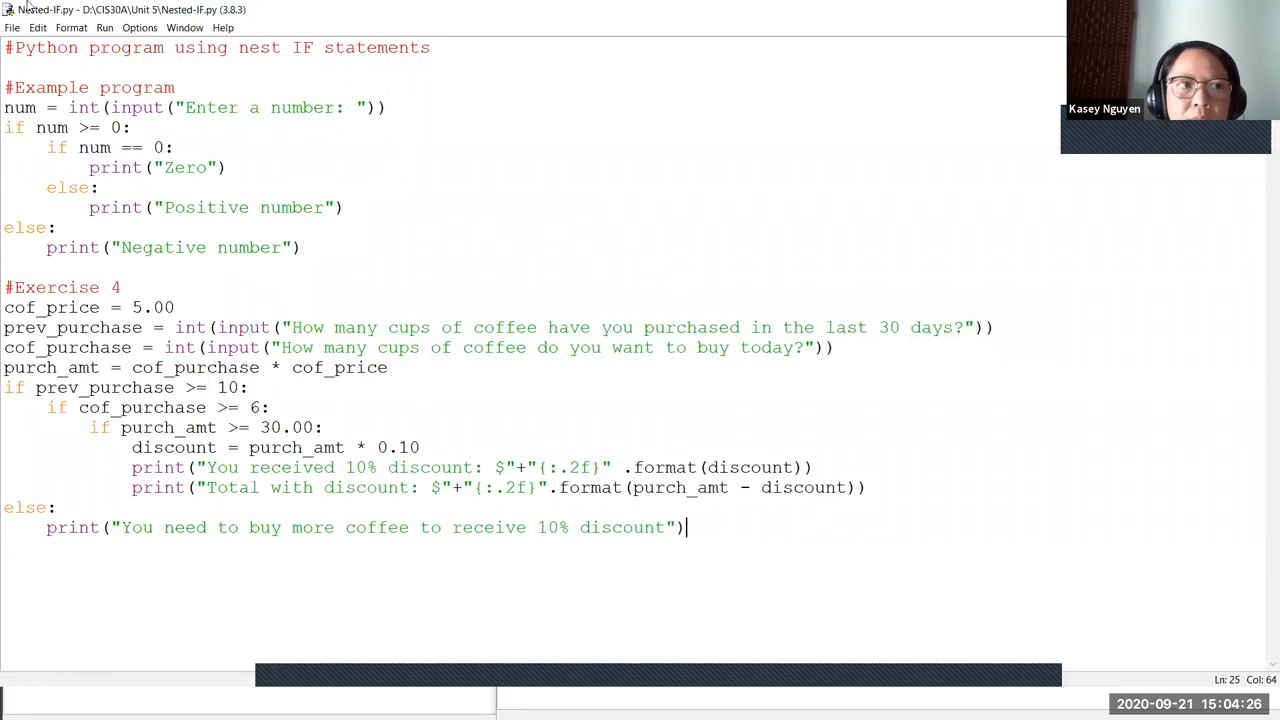 Nested-IF.py - D:\CIS30A\Unit 5\Nested-IF.py (3.8.3)
File Edit Format Run Options Window Help
#Python program using nest IF statements
#Example program
num = int(input("Enter a number: "))
if num >= 0:
    if num == 0:
        print("Zero")
    else:
        print("Positive number")
else:
    print("Negative number")
#Exercise 4
cof_price = 5.00
prev_purchase = int(input("How many cups of coffee have you purchased in the last 30 days?"))
cof_purchase = int(input("How many cups of coffee do you want to buy today?"))
purch_amt = cof_purchase * cof_price
if prev_purchase >= 10:
    if cof_purchase >= 6:
        if purch_amt >= 30.00:
            discount = purch_amt * 0.10
            print("You received 10% discount: $"+"{:.2f}" .format(discount))
            print("Total with discount: $"+"{:.2f}".format(purch_amt - discount))
else:
    print("You need to buy more coffee to receive 10% discount")
Kasey Nguyen
Ln: 25 Col: 64
2020-09-21 15:04:26